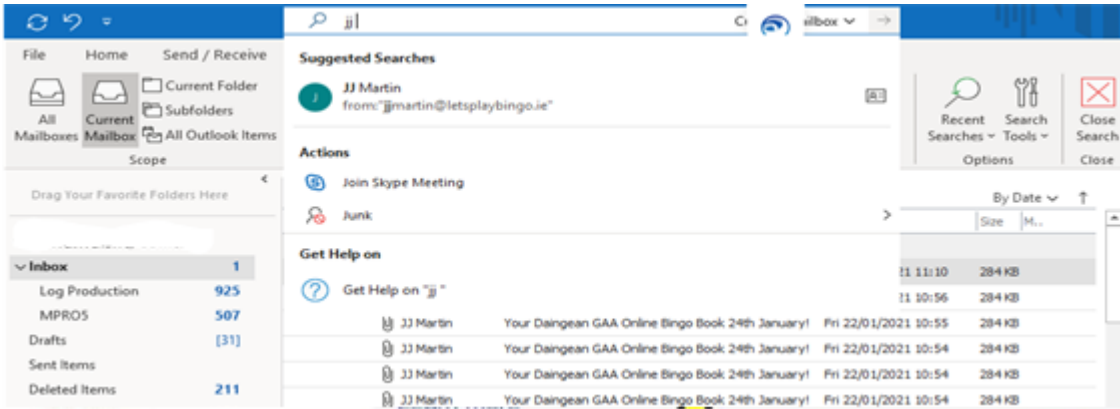 jj
ilbox
File Home Send / Receive
Suggested Searches
JJ Martin
from:"jjmartin@letsplaybingo.ie"
All Mailboxes
Current Mailbox
Current Folder
Subfolders
All Outlook Items
Scope
Recent Searches
Search Tools
Close Search
Options
Close
Actions
Join Skype Meeting
Junk
Drag Your Favorite Folders Here
By Date
Size M..
Get Help on
Get Help on "jj "
Inbox 1
Log Production 925
MPRO5 507
Drafts [31]
Sent Items
Deleted Items 211
21 11:10 284 KB
21 10:56 284 KB
JJ Martin Your Daingean GAA Online Bingo Book 24th January! Fri 22/01/2021 10:55 284 KB
JJ Martin Your Daingean GAA Online Bingo Book 24th January! Fri 22/01/2021 10:54 284 KB
JJ Martin Your Daingean GAA Online Bingo Book 24th January! Fri 22/01/2021 10:54 284 KB
JJ Martin Your Daingean GAA Online Bingo Book 24th January! Fri 22/01/2021 10:54 284 KB